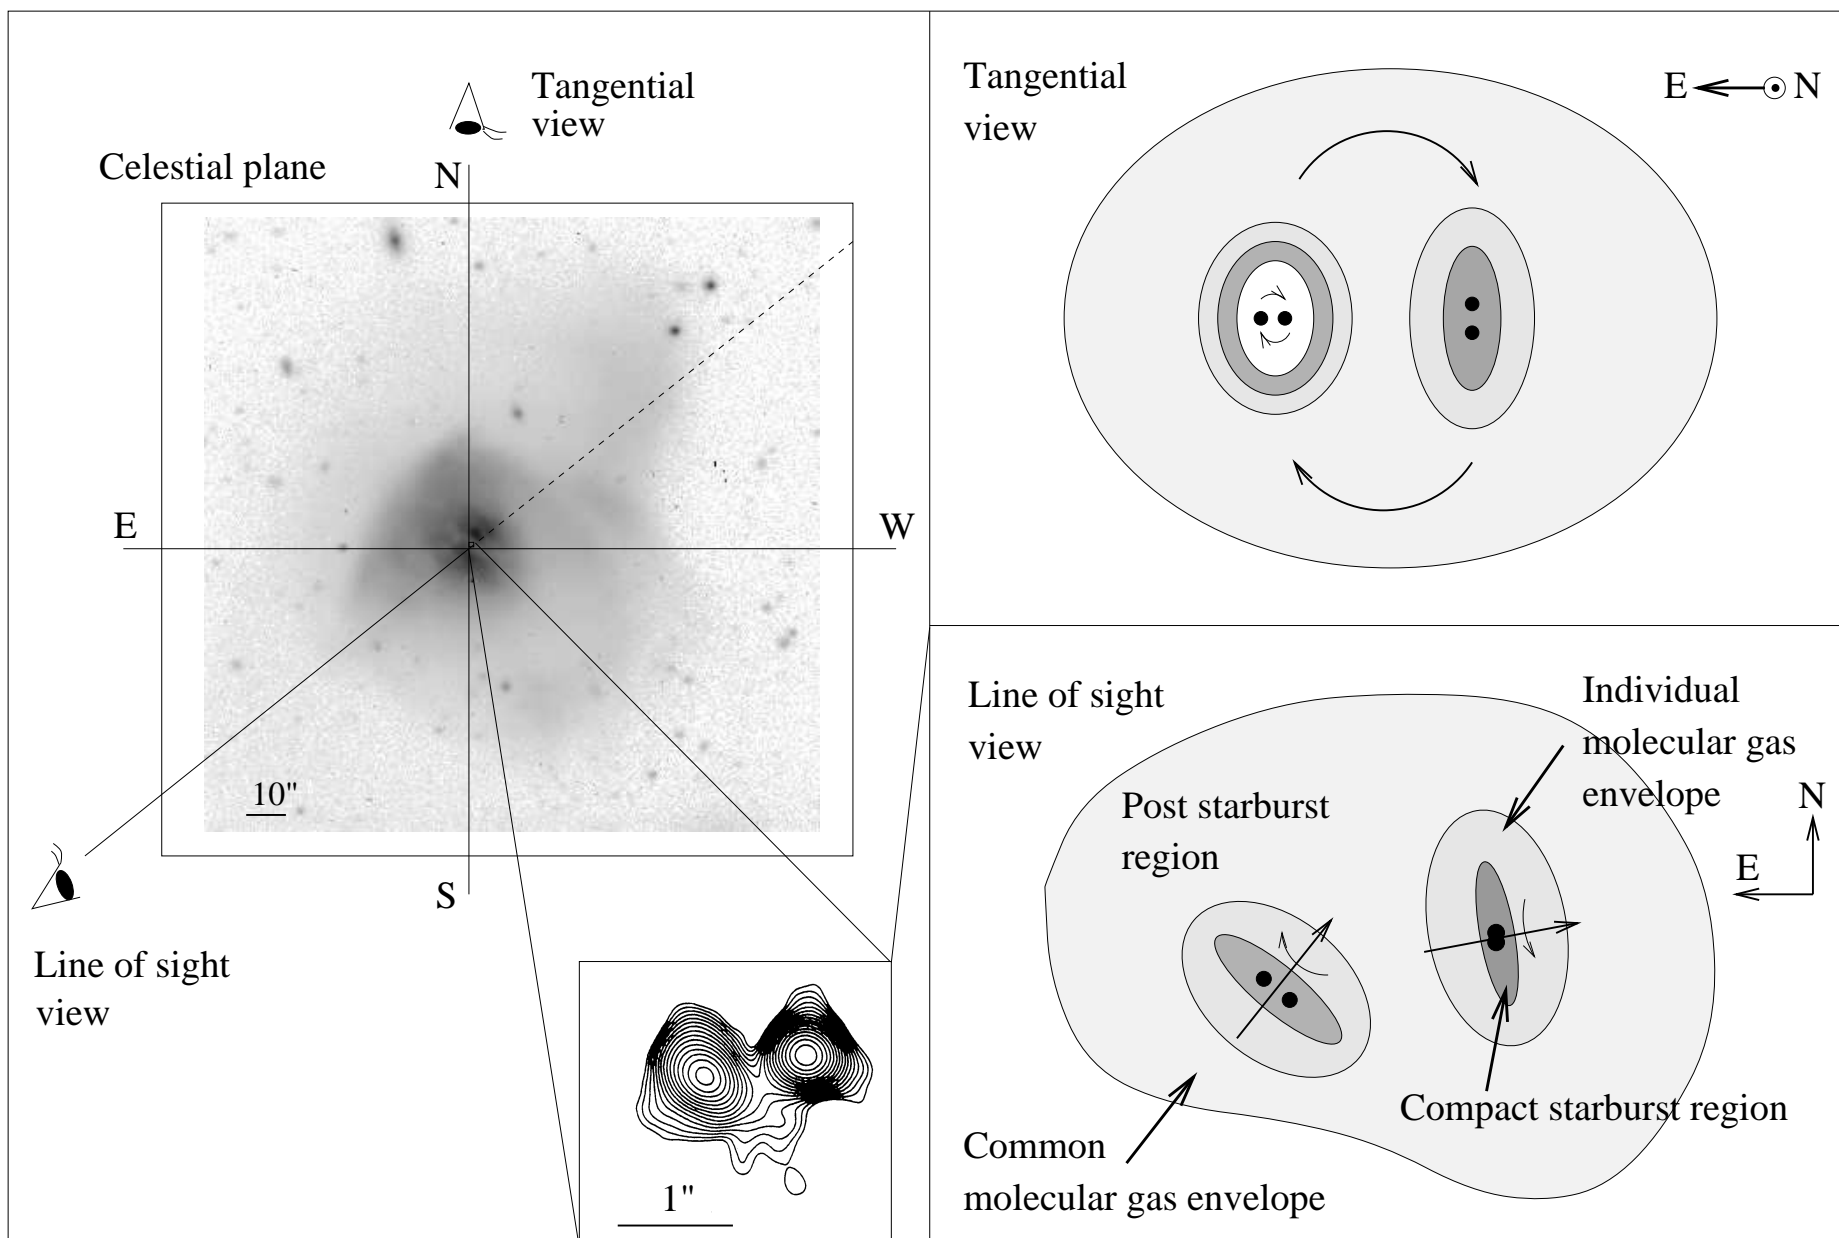 Tangential
view
Celestial plane
N
E
W
10"
S
Line of sight
view
1"
Tangential
view
E
N
Line of sight
view
Individual
molecular gas
envelope
Post starburst
region
N
E
Compact starburst region
Common
molecular gas envelope